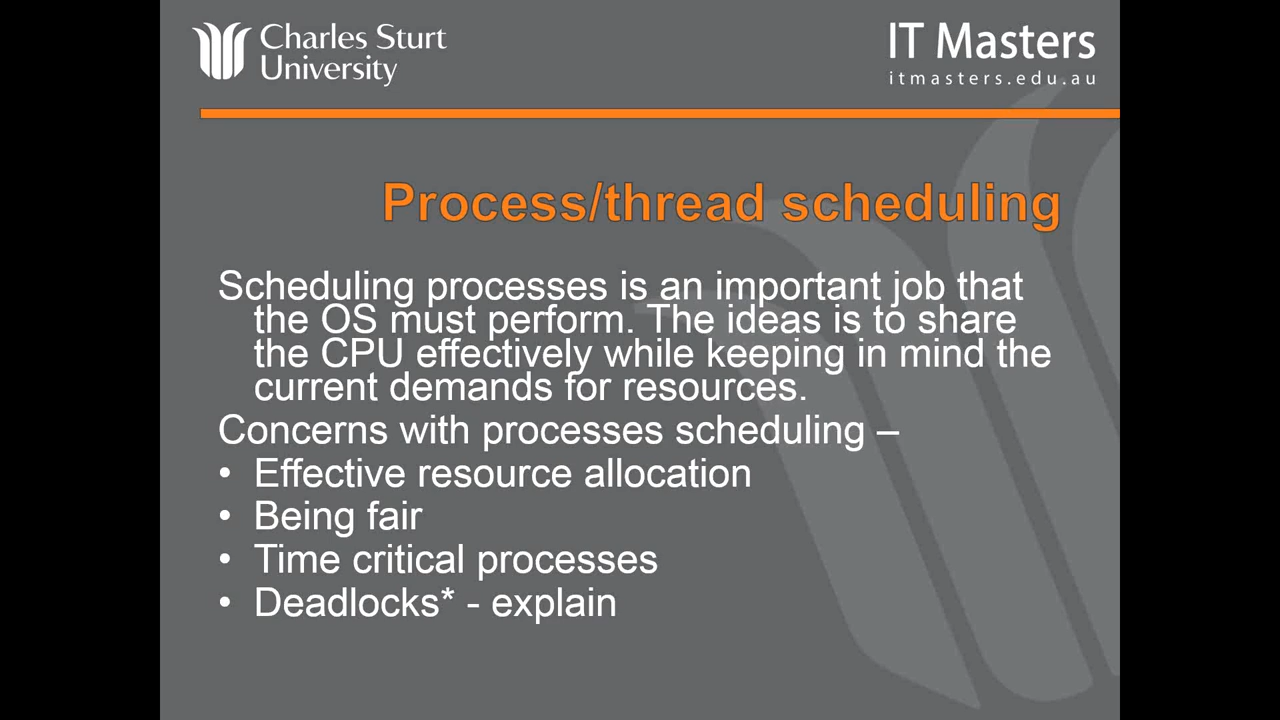 Charles Sturt
University
IT Masters
itmasters.edu.au
Process/thread scheduling
Scheduling processes is an important job that
the OS must perform. The ideas is to share
the CPU effectively while keeping in mind the
current demands for resources.
Concerns with processes scheduling –
• Effective resource allocation
• Being fair
• Time critical processes
• Deadlocks* - explain